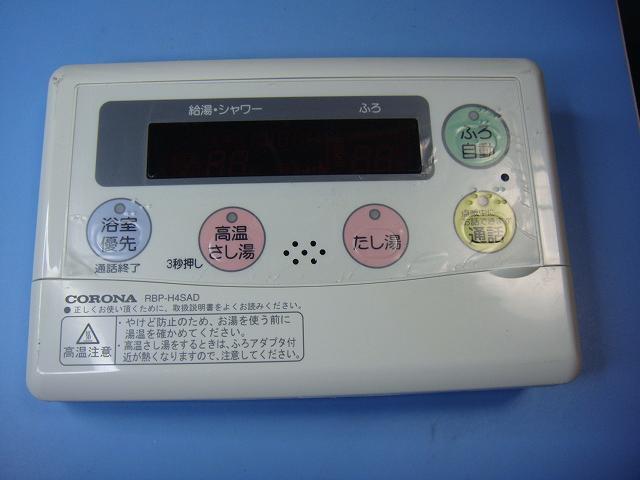 給湯・シャワー ふろ
ふろ
自動
浴室
優先
通話終了
3秒押し
高温
さし湯
たし湯
通話
CORONA RBP-H4SAD
●正しくお使い頂くために、取扱説明書をよくお読みください。
高温注意
・やけど防止のため、お湯を使う前に
湯温を確かめてください。
・高温さし湯をするときは、ふろアダプタ付
近が熱くなりますので、注意してください。